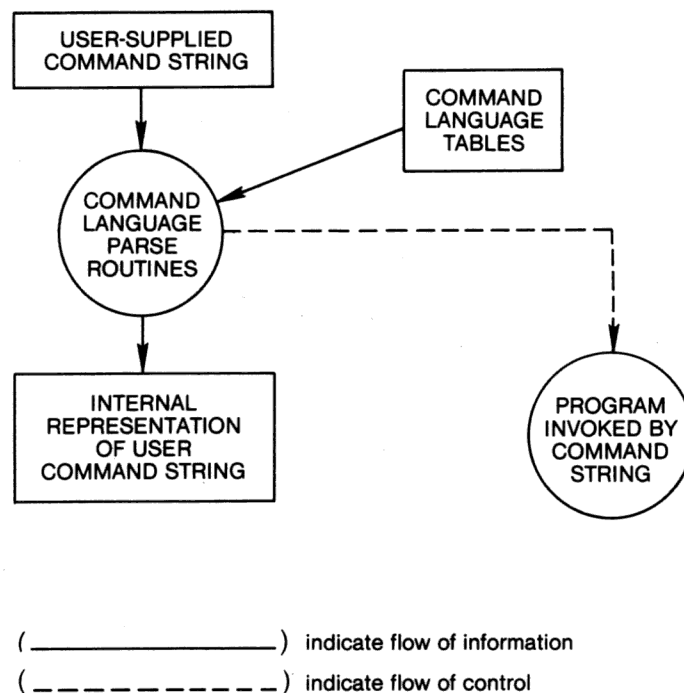 USER-SUPPLIED
COMMAND STRING
COMMAND
LANGUAGE
TABLES
COMMAND
LANGUAGE
PARSE
ROUTINES
INTERNAL
REPRESENTATION
OF USER
COMMAND STRING
PROGRAM
INVOKED BY
COMMAND
STRING
( ) indicate flow of information
( ) indicate flow of control